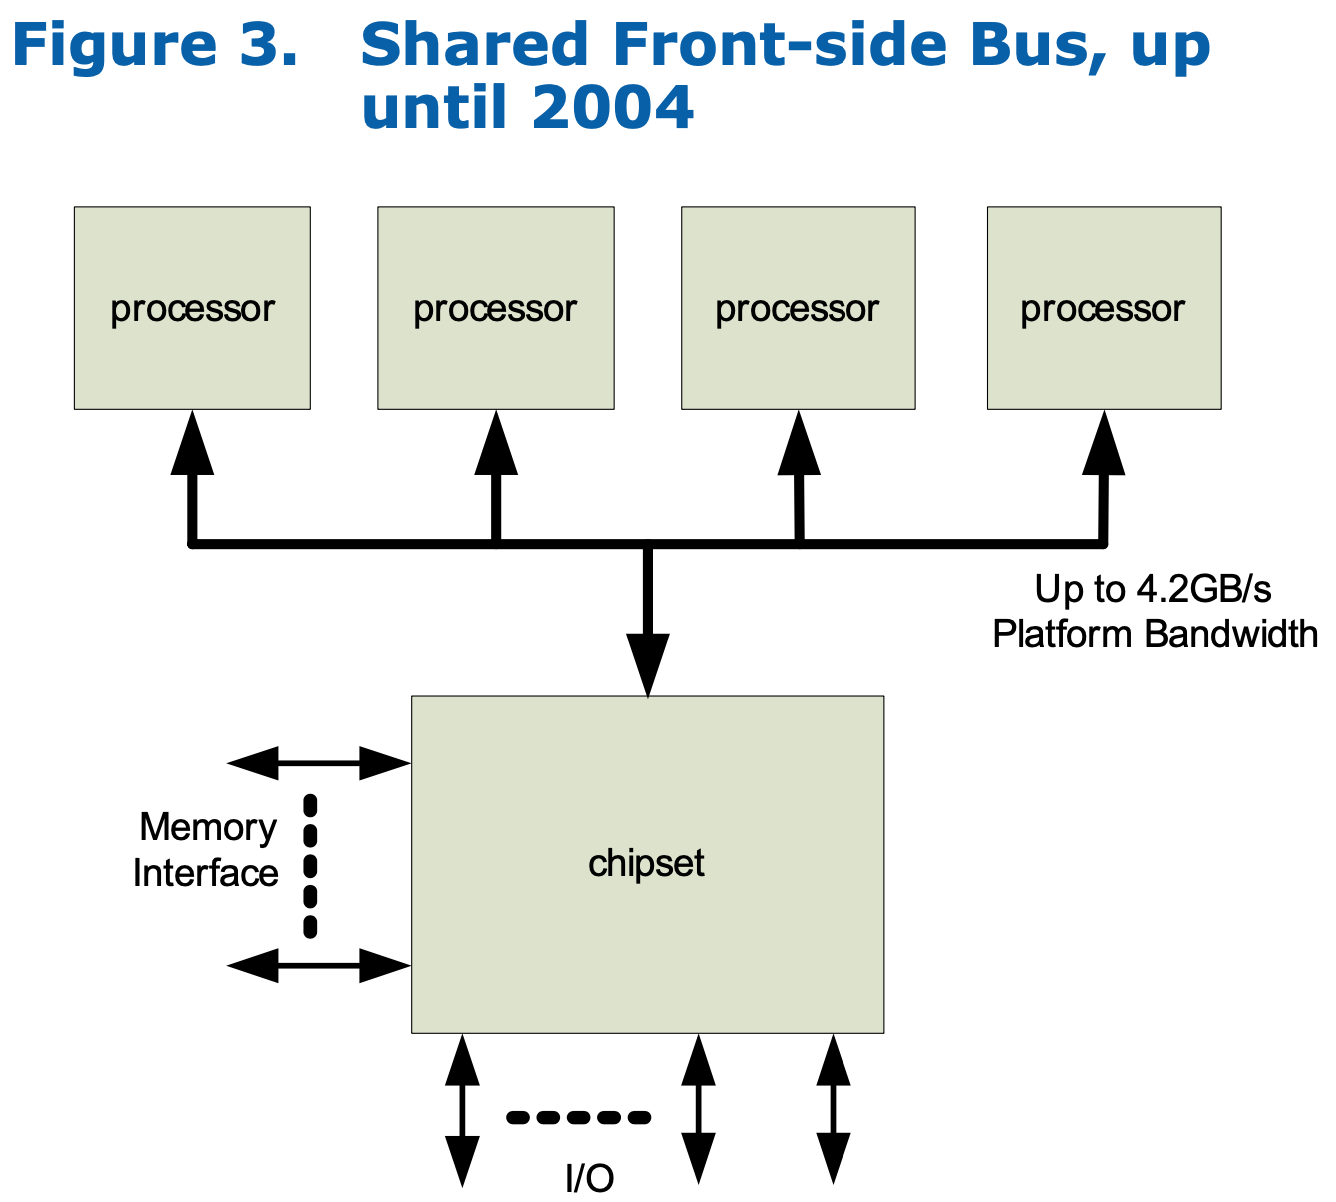 Figure 3. Shared Front-side Bus, up
until 2004
processor
processor
processor
processor
Up to 4.2GB/s
Platform Bandwidth
Memory
Interface
chipset
I/O